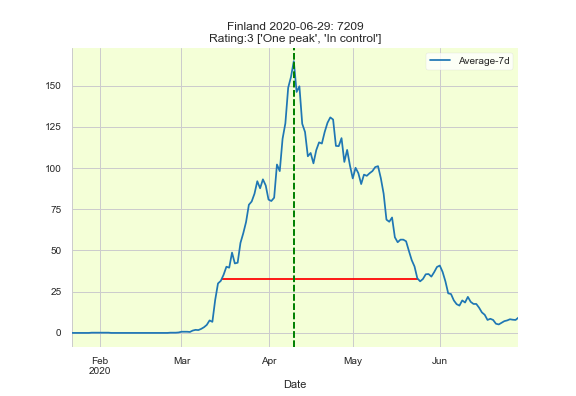 Finland 2020-06-29: 7209
Rating:3 ['One peak', 'In control']
Average-7d
150
125
100
75
50
25
0
Feb
2020
Mar
Apr
May
Jun
Date